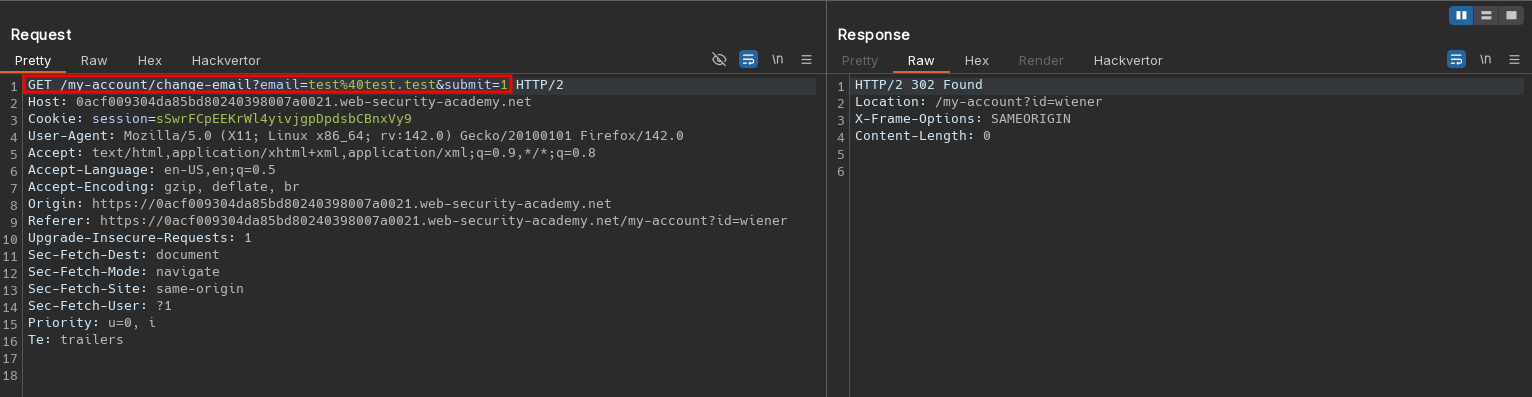 Request
Pretty Raw Hex Hackvertor \n
1 GET /my-account/change-email?email=test%40test.test&submit=1 HTTP/2
2 Host: 0acf009304da85bd80240398007a0021.web-security-academy.net
3 Cookie: session=sSwrFCpEEKrWl4yivjgpDpdsbCBnxVy9
4 User-Agent: Mozilla/5.0 (X11; Linux x86_64; rv:142.0) Gecko/20100101 Firefox/142.0
5 Accept: text/html,application/xhtml+xml,application/xml;q=0.9,*/*;q=0.8
6 Accept-Language: en-US,en;q=0.5
7 Accept-Encoding: gzip, deflate, br
8 Origin: https://0acf009304da85bd80240398007a0021.web-security-academy.net
9 Referer: https://0acf009304da85bd80240398007a0021.web-security-academy.net/my-account?id=wiener
10 Upgrade-Insecure-Requests: 1
11 Sec-Fetch-Dest: document
12 Sec-Fetch-Mode: navigate
13 Sec-Fetch-Site: same-origin
14 Sec-Fetch-User: ?1
15 Priority: u=0, i
16 Te: trailers
17
18
Response
Pretty Raw Hex Render Hackvertor \n
1 HTTP/2 302 Found
2 Location: /my-account?id=wiener
3 X-Frame-Options: SAMEORIGIN
4 Content-Length: 0
5
6